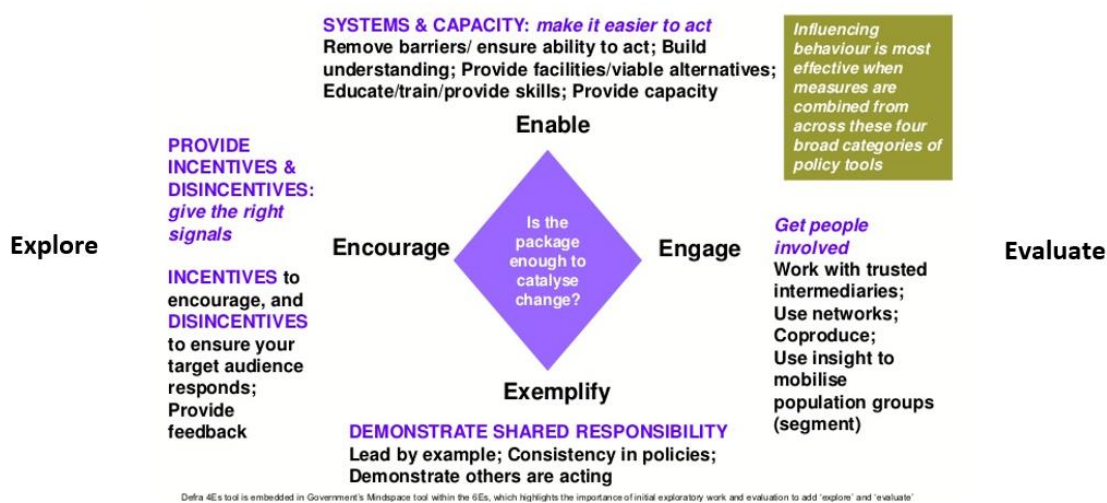 SYSTEMS & CAPACITY: make it easier to act
Remove barriers/ ensure ability to act; Build
understanding; Provide facilities/viable alternatives;
Educate/train/provide skills; Provide capacity
Influencing
behaviour is most
effective when
measures are
combined from
across these four
broad categories of
policy tools
Enable
PROVIDE
INCENTIVES &
DISINCENTIVES:
give the right
signals
INCENTIVES to
encourage, and
DISINCENTIVES
to ensure your
target audience
responds;
Provide
feedback
Explore
Encourage
Is the
package
enough to
catalyse
change?
Engage
Get people
involved
Work with trusted
intermediaries;
Use networks;
Coproduce;
Use insight to
mobilise
population groups
(segment)
Evaluate
Exemplify
DEMONSTRATE SHARED RESPONSIBILITY
Lead by example; Consistency in policies;
Demonstrate others are acting
Defra 4Es tool is embedded in Government's Mindspace tool within the 6Es, which highlights the importance of initial exploratory work and evaluation to add 'explore' and 'evaluate'